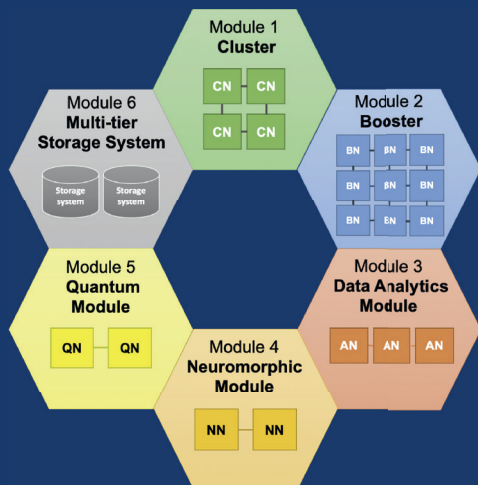 Module 1
Cluster
CN CN
CN CN
Module 2
Booster
BN BN BN
BN BN BN
BN BN BN
Module 3
Data Analytics
Module
AN AN AN
Module 4
Neuromorphic
Module
NN NN
Module 5
Quantum
Module
QN QN
Module 6
Multi-tier
Storage System
Storage Storage
system system